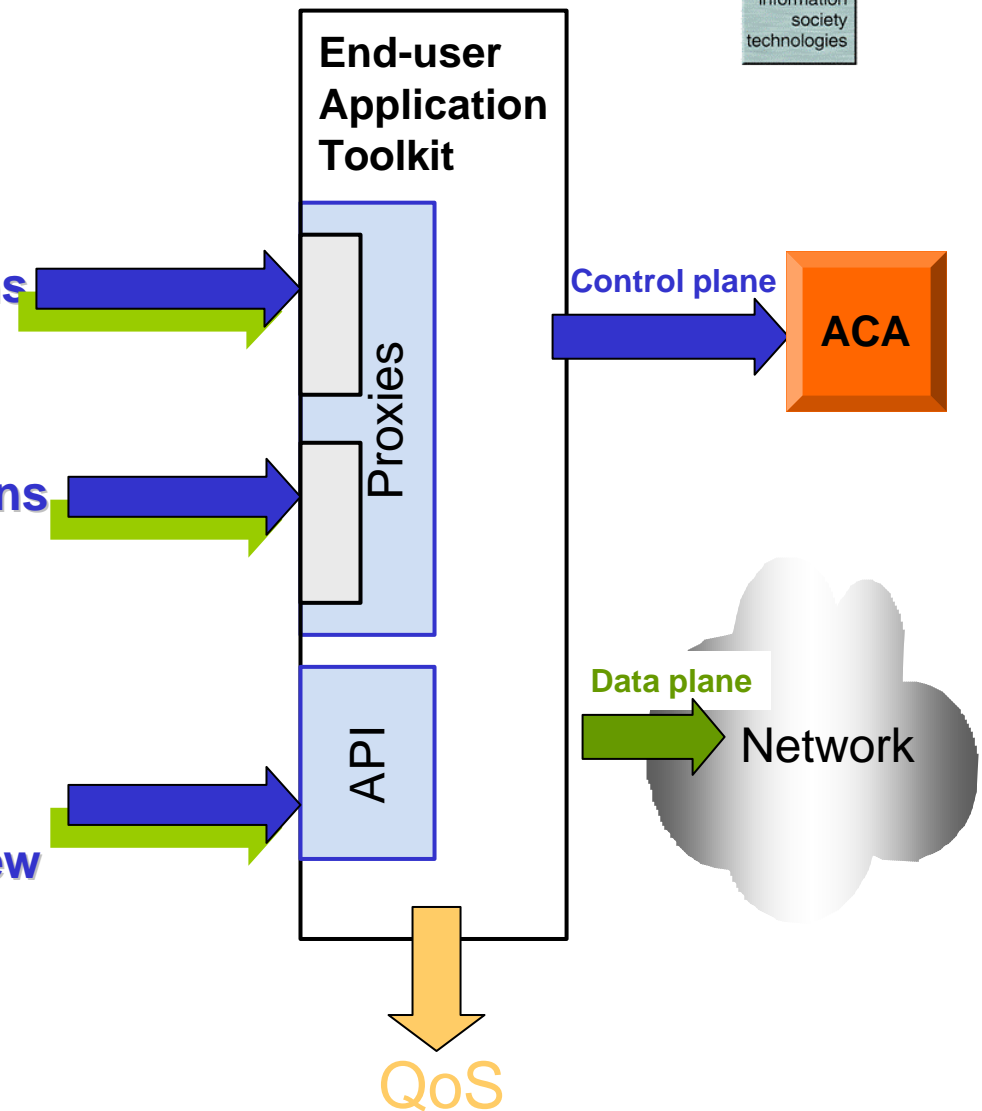 information
society
technologies
End-user
Application
Toolkit
Control plane
ACA
Proxies
Data plane
Network
API
QoS